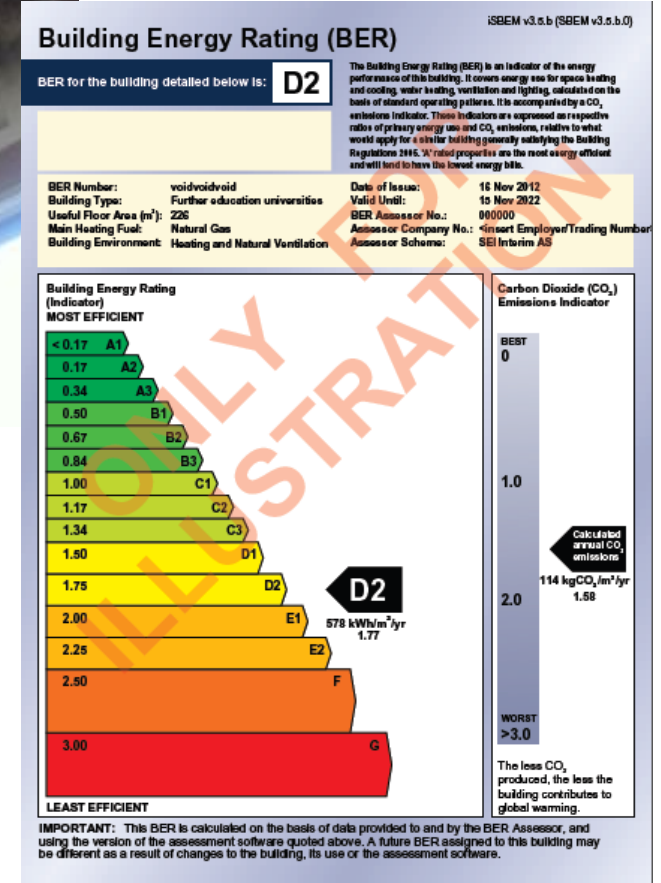 iSBEM v3.5.b (SBEM v3.5.b.0)
Building Energy Rating (BER)
BER for the building detailed below is: D2
The Building Energy Rating (BER) is an indicator of the energy
performance of this building. It covers energy use for space heating
and cooling, water heating, ventilation and lighting, calculated on the
basis of standard operating patterns. It is accompanied by a CO₂
emissions indicator. These indicators are expressed as respective
ratios of primary energy use and CO₂ emissions, relative to what
would apply for a similar building generally satisfying the Building
Regulations 2005. 'A' rated properties are the most energy efficient
and will tend to have the lowest energy bills.
BER Number: voidvoidvoid
Building Type: Further education universities
Useful Floor Area (m²): 226
Main Heating Fuel: Natural Gas
Building Environment: Heating and Natural Ventilation
Date of Issue: 16 Nov 2012
Valid Until: 15 Nov 2022
BER Assessor No.: 000000
Assessor Company No.: <insert Employer/Trading Number
Assessor Scheme: SEI Interim AS
ONLY FOR
ILLUSTRATION
Building Energy Rating
(Indicator)
MOST EFFICIENT
< 0.17 A1
0.17 A2
0.34 A3
0.50 B1
0.67 B2
0.84 B3
1.00 C1
1.17 C2
1.34 C3
1.50 D1
1.75 D2
2.00 E1
2.25 E2
2.50 F
3.00 G
LEAST EFFICIENT
D2
578 kWh/m²/yr
1.77
Carbon Dioxide (CO₂)
Emissions Indicator
BEST
0
1.0
2.0
WORST
>3.0
Calculated
annual CO₂
emissions
114 kgCO₂/m²/yr
1.58
The less CO₂
produced, the less the
building contributes to
global warming.
IMPORTANT: This BER is calculated on the basis of data provided to and by the BER Assessor, and
using the version of the assessment software quoted above. A future BER assigned to this building may
be different as a result of changes to the building, its use or the assessment software.